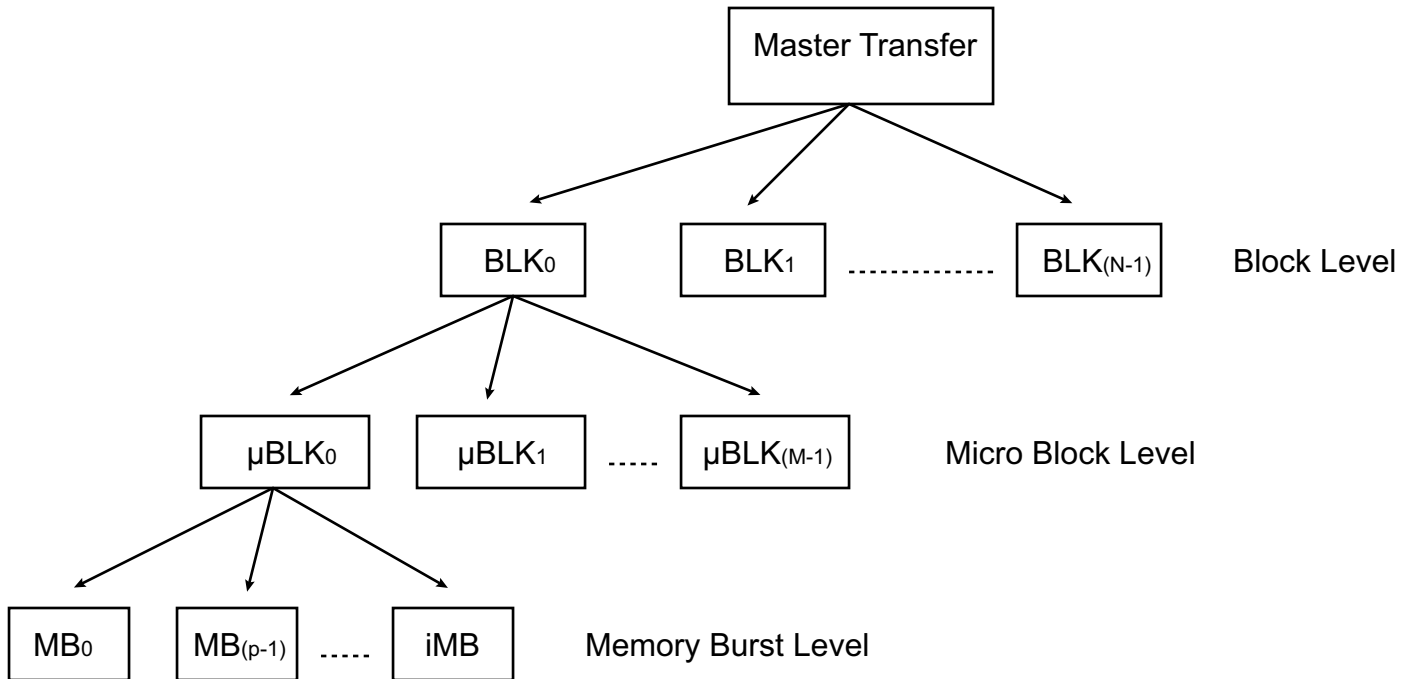 Master Transfer
BLK0 BLK1 BLK(N-1) Block Level
µBLK0 µBLK1 µBLK(M-1) Micro Block Level
MB0 MB(p-1) iMB Memory Burst Level